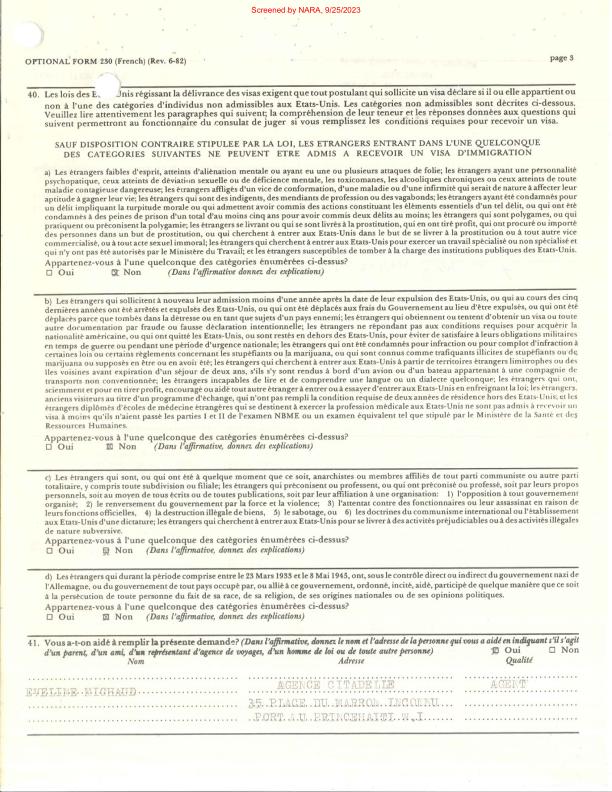 Screened by NARA, 9/25/2023
OPTIONAL FORM 230 (French) (Rev. 6-82)
page 3
40. Les lois des E Unis régissant la délivrance des visas exigent que tout postulant qui sollicite un visa déclare si il ou elle appartient ou
non à l'une des catégories d'individus non admissibles aux Etats-Unis. Les catégories non admissibles sont décrites ci-dessous.
Veuillez lire attentivement les paragraphes qui suivent; la compréhension de leur teneur et les réponses données aux questions qui
suivent permettront au fonctionnaire du consulat de juger si vous remplissez les conditions requises pour recevoir un visa.
SAUF DISPOSITION CONTRAIRE STIPULEE PAR LA LOI, LES ETRANGERS ENTRANT DANS L'UNE QUELCONQUE
DES CATEGORIES SUIVANTES NE PEUVENT ETRE ADMIS A RECEVOIR UN VISA D'IMMIGRATION
a) Les étrangers faibles d'esprit, atteints d'aliénation mentale ou ayant eu une ou plusieurs attaques de folie; les étrangers ayant une personnalité
psychopathique, ceux atteints de déviation sexuelle ou de déficience mentale, les toxicomanes, les alcooliques chroniques ou ceux atteints de toute
maladie contagieuse dangereuse; les étrangers affligés d'un vice de conformation, d'une maladie ou d'une infirmité qui serait de nature à affecter leur
aptitude à gagner leur vie; les étrangers qui sont des indigents, des mendiants de profession ou des vagabonds; les étrangers ayant été condamnés pour
un délit impliquant la turpitude morale ou qui admettent avoir commis des actions constituant les éléments essentiels d'un tel délit, ou qui ont été
condamnés à des peines de prison d'un total d'au moins cinq ans pour avoir commis deux délits au moins; les étrangers qui sont polygames, ou qui
pratiquent ou préconisent la polygamie; les étrangers se livrant ou se sont livrés à la prostitution, qui en ont tiré profit, qui ont procuré ou importé
des personnes dans un but de prostitution, ou qui cherchent à entrer aux Etats-Unis dans le but de se livrer à la prostitution ou à tout autre vice
commercialisé, ou à tout acte sexuel immoral; les étrangers qui cherchent à entrer aux Etats-Unis pour exercer un travail spécialisé ou non spécialisé et
qui n'y ont pas été autorisés par le Ministère du Travail; et les étrangers susceptibles de tomber à la charge des institutions publiques des Etats-Unis.
Appartenez-vous à l'une quelconque des catégories énumérées ci-dessus?
☐ Oui ☒ Non (Dans l'affirmative donnez des explications)
b) Les étrangers qui sollicitent à nouveau leur admission moins d'une année après la date de leur expulsion des Etats-Unis, ou qui au cours des cinq
dernières années ont été arrêtés et expulsés des Etats-Unis, ou qui ont été déplacés aux frais du Gouvernement au lieu d'être expulsés, ou qui ont été
déplacés parce que tombés dans la détresse ou en tant que sujets d'un pays ennemi; les étrangers qui obtiennent ou tentent d'obtenir un visa ou toute
autre documentation par fraude ou fausse déclaration intentionnelle; les étrangers ne répondant pas aux conditions requises pour acquérir la
nationalité américaine, ou qui ont quitté les Etats-Unis, ou sont restés en dehors des Etats-Unis, pour éviter de satisfaire à leurs obligations militaires
en temps de guerre ou pendant une période d'urgence nationale; les étrangers qui ont été condamnés pour infraction ou pour complot d'infraction à
certaines lois ou certains règlements concernant les stupéfiants ou la marijuana, ou qui sont connus comme trafiquants illicites de stupéfiants ou de
marijuana ou supposés en être ou en avoir été; les étrangers qui cherchent à entrer aux Etats-Unis à partir de territoires étrangers limitrophes ou des
îles voisines avant expiration d'un séjour de deux ans, s'ils s'y sont rendus à bord d'un avion ou d'un bateau appartenant à une compagnie de
transports non conventionnée; les étrangers incapables de lire et de comprendre une langue ou un dialecte quelconque; les étrangers qui ont,
sciemment et pour en tirer profit, encouragé ou aidé tout autre étranger à entrer ou à essayer d'entrer aux Etats-Unis en enfreignant la loi; les étrangers,
anciens visiteurs au titre d'un programme d'échange, qui n'ont pas rempli la condition requise de deux années de résidence hors des Etats-Unis; et les
étrangers diplômés d'écoles de médecine étrangères qui se destinent à exercer la profession médicale aux Etats-Unis ne sont pas admis à recevoir un
visa à moins qu'ils n'aient passé les parties I et II de l'examen NBME ou un examen équivalent tel que stipulé par le Ministère de la Santé et des
Ressources Humaines.
Appartenez-vous à l'une quelconque des catégories énumérées ci-dessus?
☐ Oui ☒ Non (Dans l'affirmative, donnez des explications)
c) Les étrangers qui sont, ou qui ont été à quelque moment que ce soit, anarchistes ou membres affiliés de tout parti communiste ou autre parti
totalitaire, y compris toute subdivision ou filiale; les étrangers qui préconisent ou professent, ou qui ont préconisé ou professé, soit par leurs propos
personnels, soit au moyen de tous écrits ou de toutes publications, soit par leur affiliation à une organisation: 1) l'opposition à tout gouvernement
organisé; 2) le renversement du gouvernement par la force et la violence; 3) l'attentat contre des fonctionnaires ou leur assassinat en raison de
leurs fonctions officielles, 4) la destruction illégale de biens, 5) le sabotage, ou 6) les doctrines du communisme international ou l'établissement
aux Etats-Unis d'une dictature; les étrangers qui cherchent à entrer aux Etats-Unis pour se livrer à des activités préjudiciables ou à des activités illégales
de nature subversive.
Appartenez-vous à l'une quelconque des catégories énumérées ci-dessus?
☐ Oui ☒ Non (Dans l'affirmative, donnez des explications)
d) Les étrangers qui durant la période comprise entre le 23 Mars 1933 et le 8 Mai 1945, ont, sous le contrôle direct ou indirect du gouvernement nazi de
l'Allemagne, ou du gouvernement de tout pays occupé par, ou allié à ce gouvernement, ordonné, incité, aidé, participé de quelque manière que ce soit
à la persécution de toute personne du fait de sa race, de sa religion, de ses origines nationales ou de ses opinions politiques.
Appartenez-vous à l'une quelconque des catégories énumérées ci-dessus?
☐ Oui ☒ Non (Dans l'affirmative, donnez des explications)
41. Vous a-t-on aidé à remplir la présente demande? (Dans l'affirmative, donnez le nom et l'adresse de la personne qui vous a aidé en indiquant s'il s'agit
d'un parent, d'un ami, d'un représentant d'agence de voyages, d'un homme de loi ou de toute autre personne) ☒ Oui ☐ Non
Nom Adresse Qualité
EVELINE MICHAUD AGENCE CITADELLE AGENT
35 PLACE DU MARRON INCONNU
PORT AU PRINCE HAITI W.I